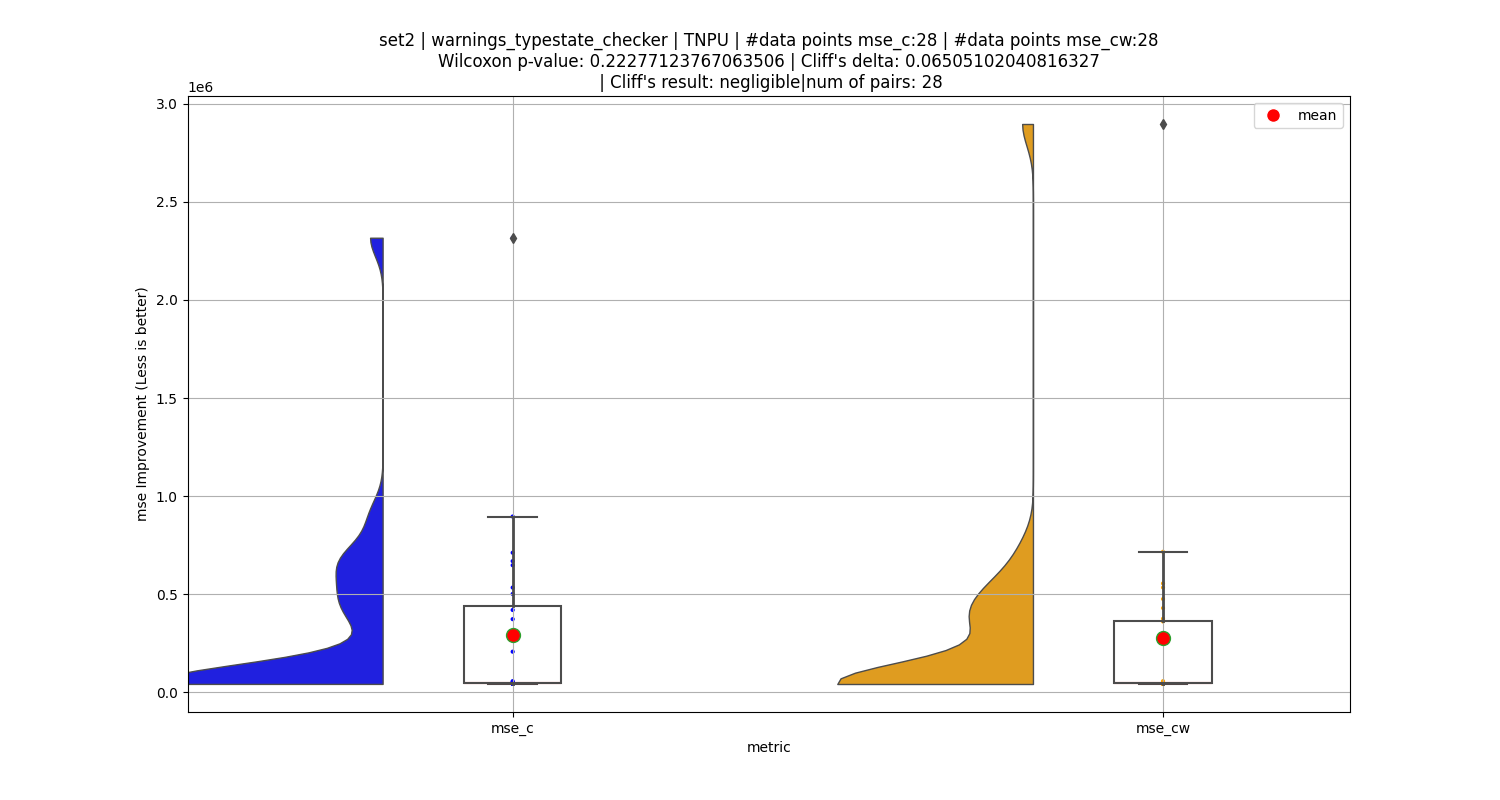 set2 | warnings_typestate_checker | TNPU | #data points mse_c:28 | #data points mse_cw:28
Wilcoxon p-value: 0.22277123767063506 | Cliff's delta: 0.06505102040816327
| Cliff's result: negligible|num of pairs: 28
1e6
mean
3.0
2.5
2.0
1.5
1.0
0.5
0.0
mse Improvement (Less is better)
mse_c
mse_cw
metric